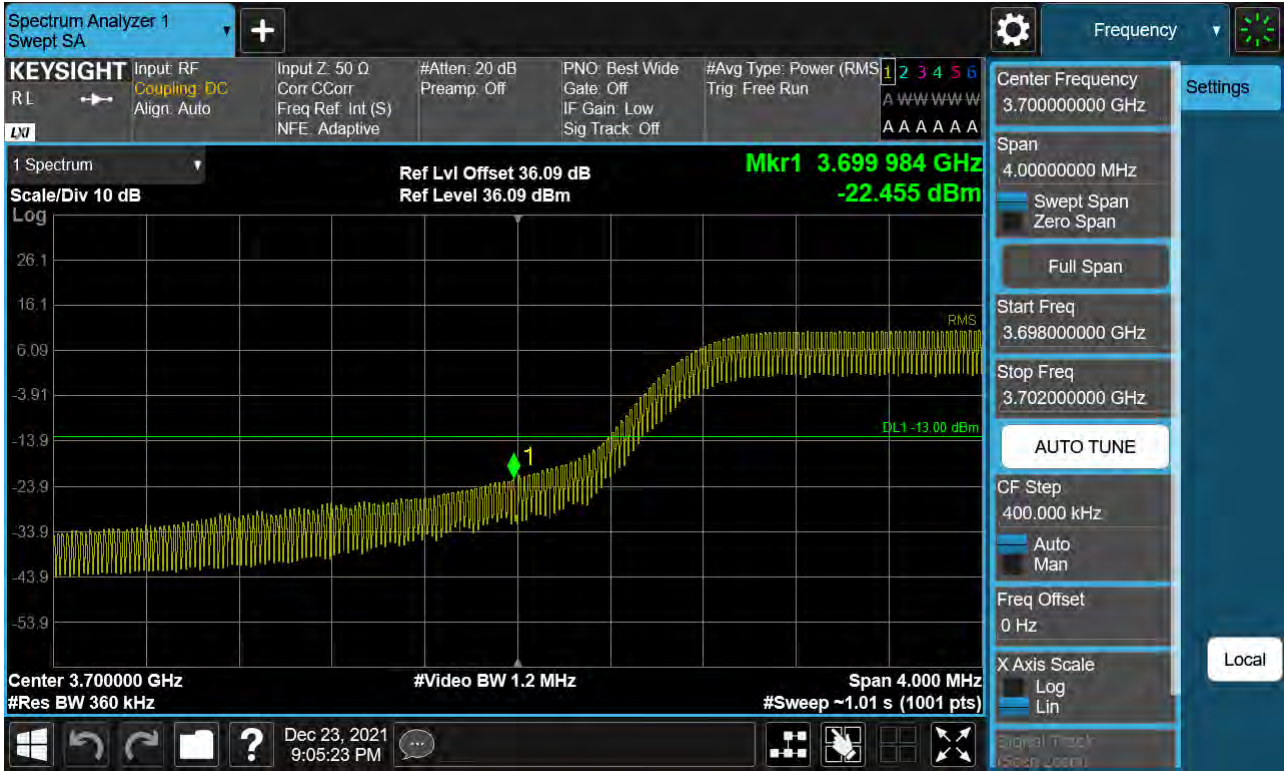 Spectrum Analyzer 1
Swept SA
Frequency
KEYSIGHT
R L
LXI
Input: RF
Coupling: DC
Align: Auto
Input Z: 50 Ω
Corr CCorr
Freq Ref: Int (S)
NFE: Adaptive
#Atten: 20 dB
Preamp: Off
PNO: Best Wide
Gate: Off
IF Gain: Low
Sig Track: Off
#Avg Type: Power (RMS
Trig: Free Run
1 2 3 4 5 6
A W W W W W
A A A A A A
1 Spectrum
Scale/Div 10 dB
Ref Lvl Offset 36.09 dB
Ref Level 36.09 dBm
Mkr1 3.699 984 GHz
-22.455 dBm
Log
26.1
16.1
6.09
-3.91
-13.9
-23.9
-33.9
-43.9
-53.9
RMS
DL1 -13.00 dBm
1
Center 3.700000 GHz
#Res BW 360 kHz
#Video BW 1.2 MHz
Span 4.000 MHz
#Sweep ~1.01 s (1001 pts)
Center Frequency
3.700000000 GHz
Span
4.00000000 MHz
Swept Span
Zero Span
Full Span
Start Freq
3.698000000 GHz
Stop Freq
3.702000000 GHz
AUTO TUNE
CF Step
400.000 kHz
Auto
Man
Freq Offset
0 Hz
X Axis Scale
Log
Lin
Signal Track
(Span Zoom)
Settings
Local
?
Dec 23, 2021
9:05:23 PM